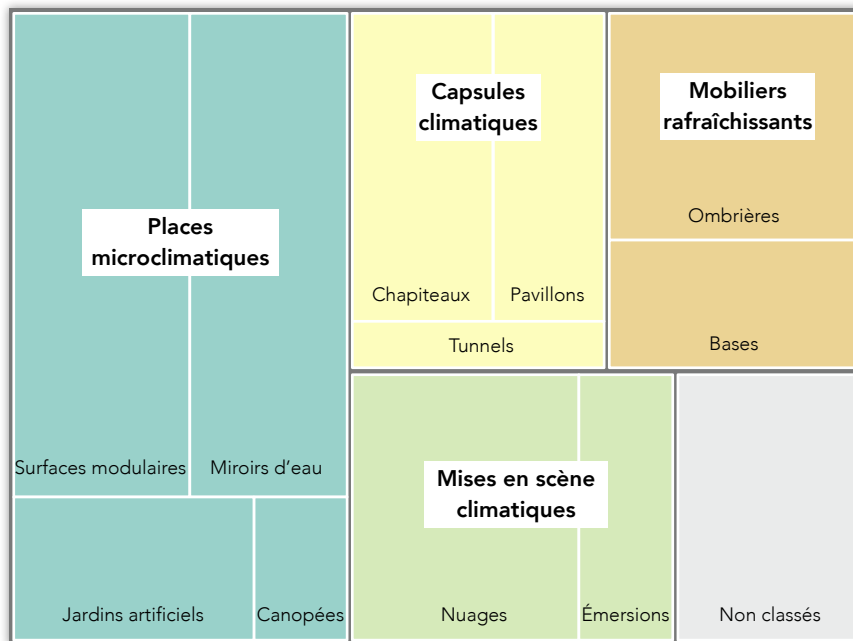 Places
microclimatiques
Surfaces modulaires
Miroirs d'eau
Jardins artificiels
Canopées
Capsules
climatiques
Chapiteaux
Pavillons
Tunnels
Mobiliers
rafraîchissants
Ombrières
Bases
Mises en scène
climatiques
Nuages
Émersions
Non classés